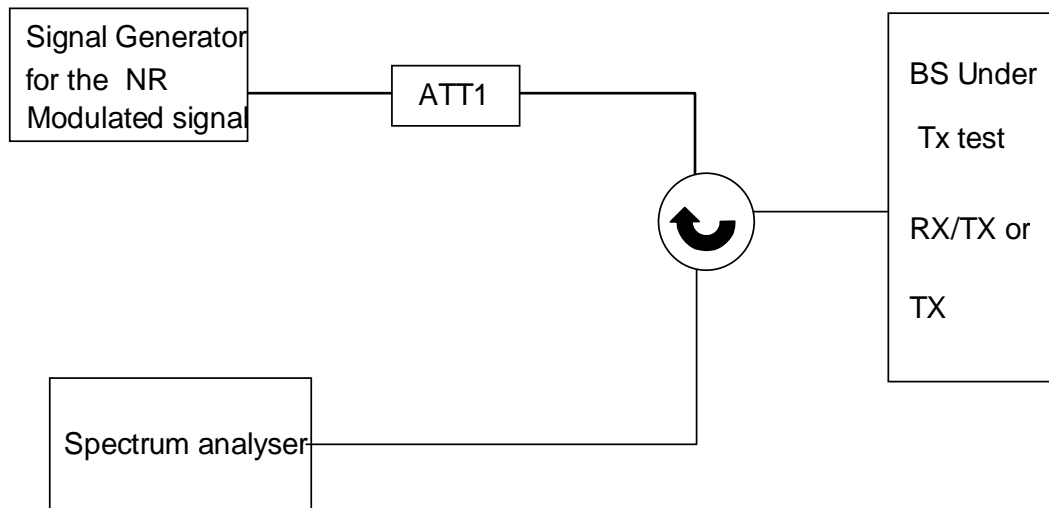 Signal Generator
for the NR
Modulated signal
ATT1
BS Under
Tx test
RX/TX or
TX
Spectrum analyser